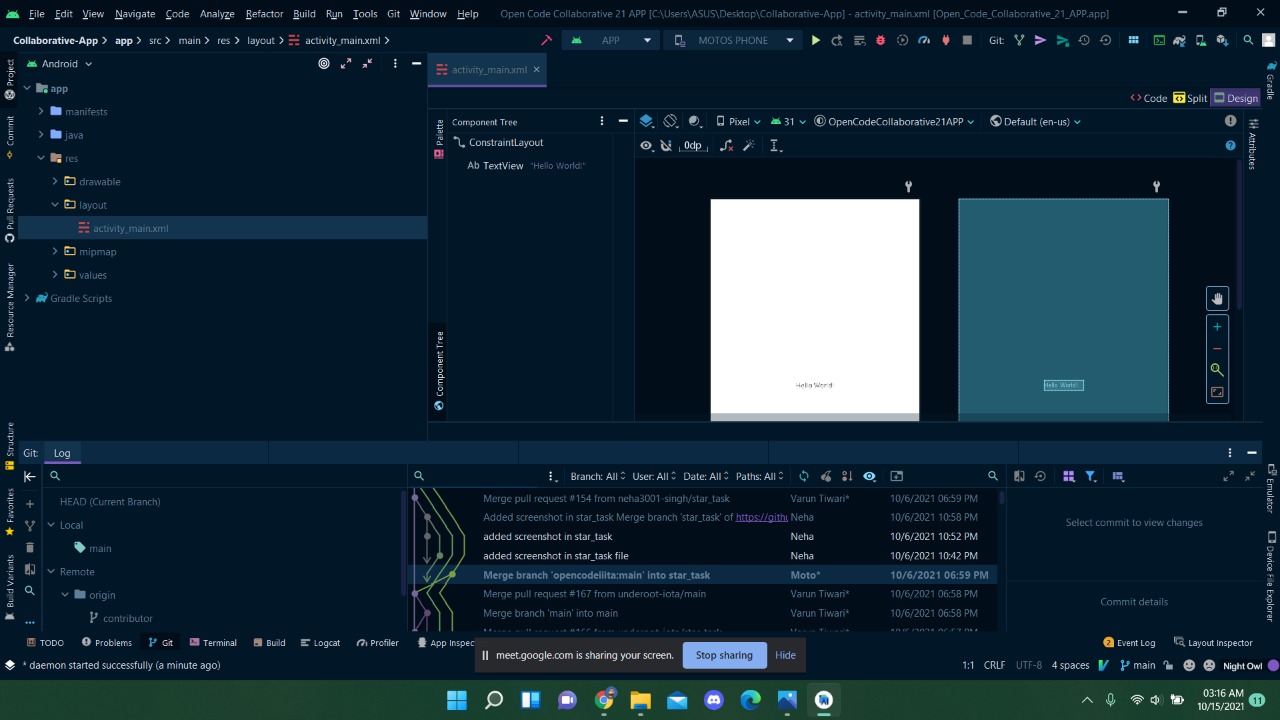 File Edit View Navigate Code Analyze Refactor Build Run Tools Git Window Help Open Code Collaborative 21 APP [C:\Users\ASUS\Desktop\Collaborative-App] - activity_main.xml [Open_Code_Collaborative_21_APP.app]
Collaborative-App app src main res layout activity_main.xml APP MOTOS PHONE Git:
Project
Commit
Pull Requests
Resource Manager
Structure
Favorites
Build Variants
Android
app
manifests
java
res
drawable
layout
activity_main.xml
mipmap
values
Gradle Scripts
activity_main.xml
Code Split Design
Palette
Component Tree
Component Tree
ConstraintLayout
Ab TextView "Hello World!"
Pixel 31 OpenCodeCollaborative21APP Default (en-us)
0dp
Hello World!
Hello World!
Gradle
Attributes
Emulator
Device File Explorer
Git: Log
HEAD (Current Branch)
Local
main
Remote
origin
contributor
Branch: All User: All Date: All Paths: All
Merge pull request #154 from neha3001-singh/star_task Varun Tiwari* 10/6/2021 06:59 PM
Added screenshot in star_task Merge branch 'star_task' of https://githu Neha 10/6/2021 10:58 PM
added screenshot in star_task Neha 10/6/2021 10:52 PM
added screenshot in star_task file Neha 10/6/2021 10:42 PM
Merge branch 'opencodeiiita:main' into star_task Moto* 10/6/2021 06:59 PM
Merge pull request #167 from underoot-iota/main Varun Tiwari* 10/6/2021 06:58 PM
Merge branch 'main' into main Varun Tiwari* 10/6/2021 06:58 PM
Select commit to view changes
Commit details
TODO Problems Git Terminal Build Logcat Profiler App Inspec 2 Event Log Layout Inspector
meet.google.com is sharing your screen. Stop sharing Hide
* daemon started successfully (a minute ago) 1:1 CRLF UTF-8 4 spaces main Night Owl
03:16 AM
10/15/2021 11